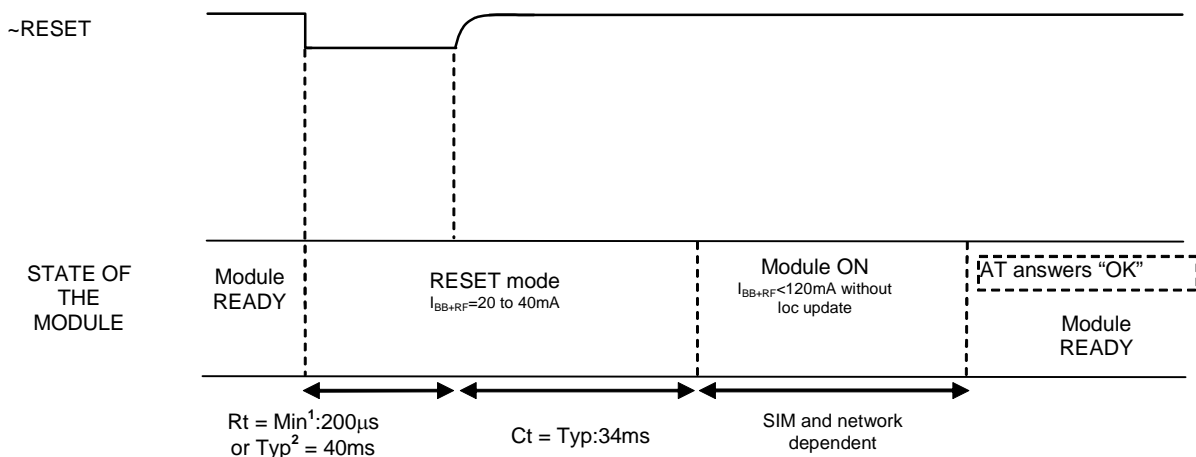 ~RESET
STATE OF
THE
MODULE
Module
READY
RESET mode
I_BB+RF=20 to 40mA
Module ON
I_BB+RF<120mA without
loc update
AT answers “OK”
Module
READY
Rt = Min¹:200μs
or Typ² = 40ms
Ct = Typ:34ms
SIM and network
dependent